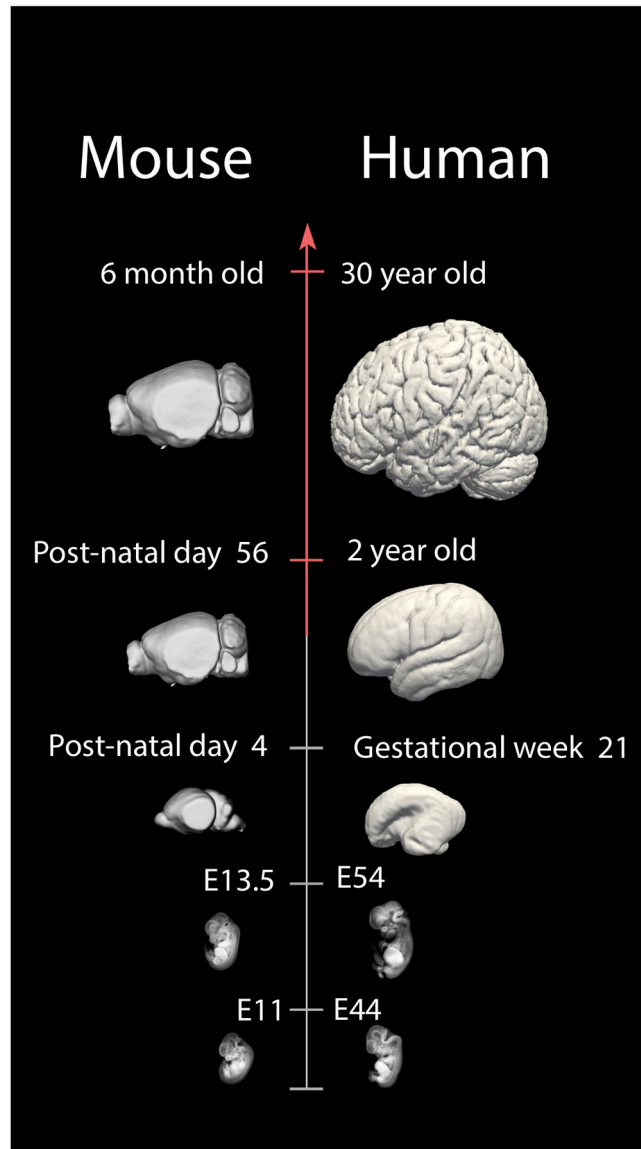 Mouse Human
6 month old 30 year old
Post-natal day 56 2 year old
Post-natal day 4 Gestational week 21
E13.5 E54
E11 E44